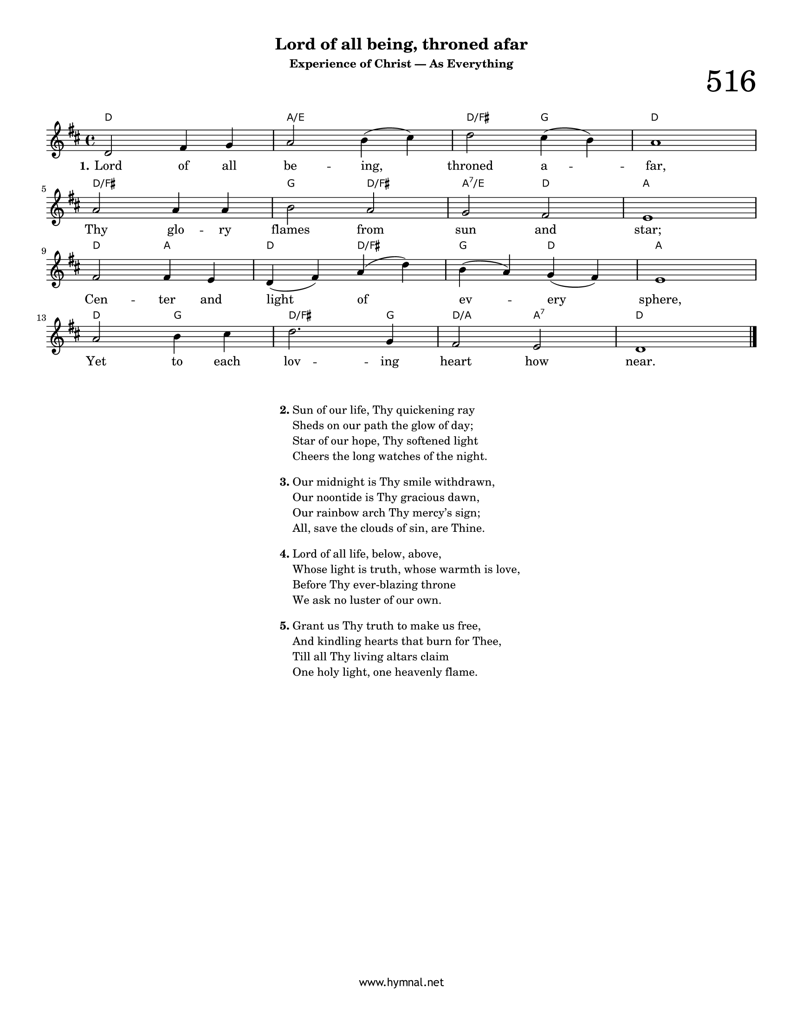 Lord of all being, throned afar
Experience of Christ — As Everything
516
D A/E D/F♯ G D
1. Lord of all be - ing, throned a - - far,
5
D/F♯ G D/F♯ A7/E D A
Thy glo - ry flames from sun and star;
9
D A D D/F♯ G D A
Cen - ter and light of ev - ery sphere,
13
D G D/F♯ G D/A A7 D
Yet to each lov - - ing heart how near.
2. Sun of our life, Thy quickening ray
Sheds on our path the glow of day;
Star of our hope, Thy softened light
Cheers the long watches of the night.
3. Our midnight is Thy smile withdrawn,
Our noontide is Thy gracious dawn,
Our rainbow arch Thy mercy's sign;
All, save the clouds of sin, are Thine.
4. Lord of all life, below, above,
Whose light is truth, whose warmth is love,
Before Thy ever-blazing throne
We ask no luster of our own.
5. Grant us Thy truth to make us free,
And kindling hearts that burn for Thee,
Till all Thy living altars claim
One holy light, one heavenly flame.
www.hymnal.net